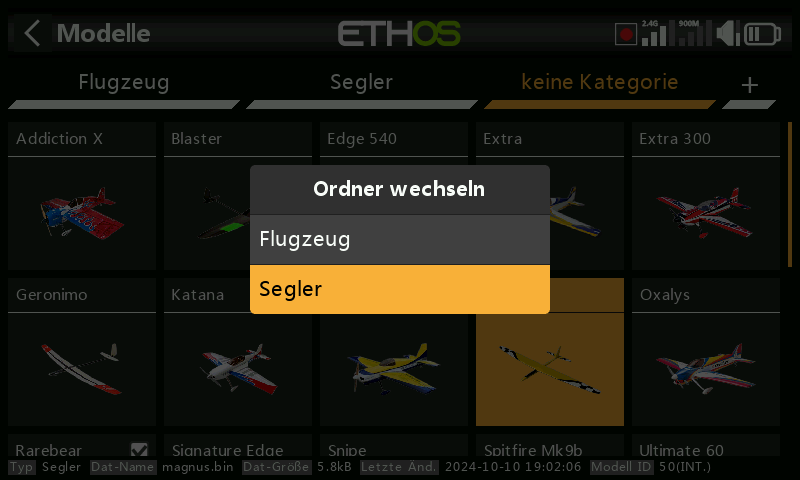 Modelle ETHOS 2.4G 900M
Flugzeug Segler keine Kategorie +
Addiction X Blaster Edge 540 Extra Extra 300
Ordner wechseln
Flugzeug
Segler
Geronimo Katana Oxalys
Rarebear Signature Edge Snipe Spitfire Mk9b Ultimate 60
Typ Segler Dat-Name magnus.bin Dat-Größe 5.8kB Letzte Änd. 2024-10-10 19:02:06 Modell ID 50(INT.)